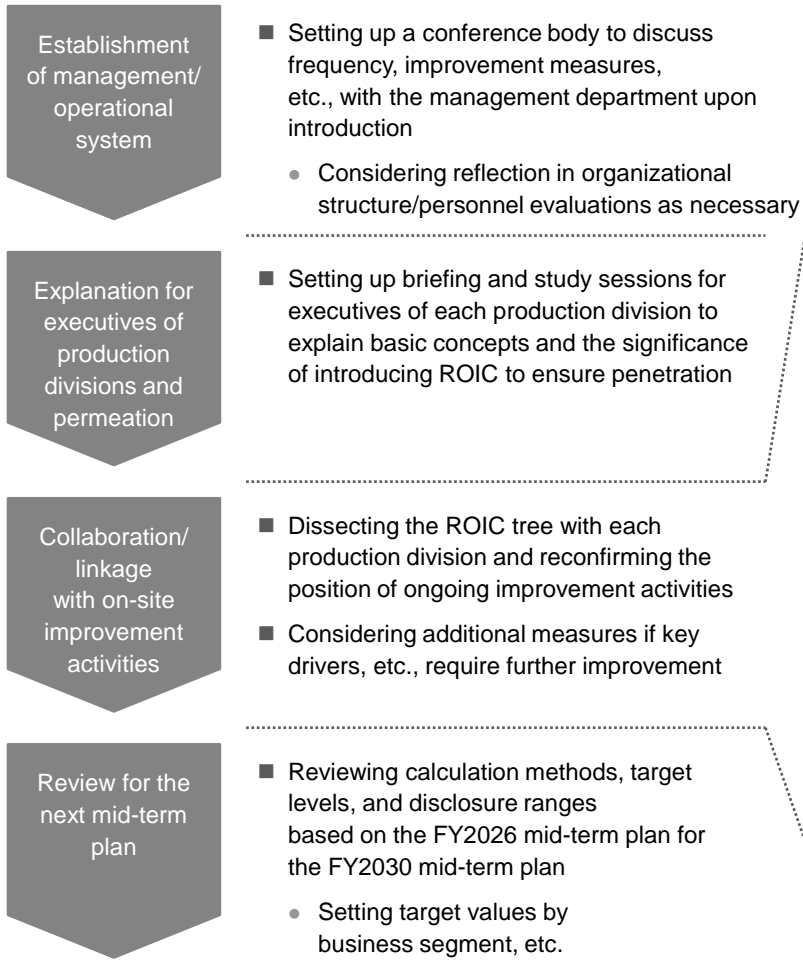 Establishment
of management/
operational
system
■ Setting up a conference body to discuss
frequency, improvement measures,
etc., with the management department upon
introduction
● Considering reflection in organizational
structure/personnel evaluations as necessary
Explanation for
executives of
production
divisions and
permeation
■ Setting up briefing and study sessions for
executives of each production division to
explain basic concepts and the significance
of introducing ROIC to ensure penetration
Collaboration/
linkage
with on-site
improvement
activities
■ Dissecting the ROIC tree with each
production division and reconfirming the
position of ongoing improvement activities
■ Considering additional measures if key
drivers, etc., require further improvement
Review for the
next mid-term
plan
■ Reviewing calculation methods, target
levels, and disclosure ranges
based on the FY2026 mid-term plan for
the FY2030 mid-term plan
● Setting target values by
business segment, etc.